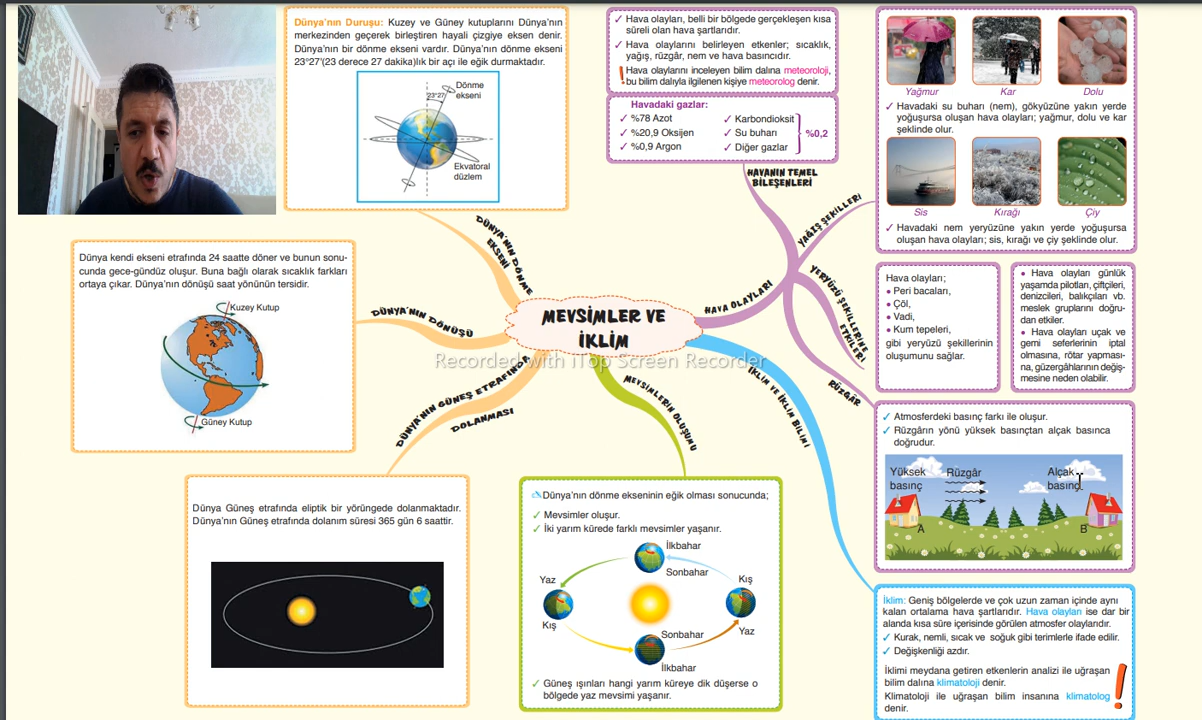 Dünya'nın Duruşu: Kuzey ve Güney kutuplarını Dünya'nın
merkezinden geçerek birleştiren hayali çizgiye eksen denir.
Dünya'nın bir dönme ekseni vardır. Dünya'nın dönme ekseni
23°27'(23 derece 27 dakika)lık bir açı ile eğik durmaktadır.
23°27'
Dönme
ekseni
Ekvatoral
düzlem
DÜNYA'NIN DÖNME
EKSENİ
Dünya kendi ekseni etrafında 24 saatte döner ve bunun sonu-
cunda gece-gündüz oluşur. Buna bağlı olarak sıcaklık farkları
ortaya çıkar. Dünya'nın dönüşü saat yönünün tersidir.
Kuzey Kutup
Güney Kutup
DÜNYA'NIN DÖNÜŞÜ
Dünya Güneş etrafında eliptik bir yörüngede dolanmaktadır.
Dünya'nın Güneş etrafında dolanım süresi 365 gün 6 saattir.
DÜNYA'NIN GÜNEŞ ETRAFINDA
DOLANMASI
MEVSİMLER VE
İKLİM
Recorded with iTop Screen Recorder
MEVSİMLERİN OLUŞUMU
Dünya'nın dönme ekseninin eğik olması sonucunda;
✓ Mevsimler oluşur.
✓ İki yarım kürede farklı mevsimler yaşanır.
İlkbahar
Sonbahar
Yaz
Kış
Kış
Yaz
Sonbahar
İlkbahar
✓ Güneş ışınları hangi yarım küreye dik düşerse o
bölgede yaz mevsimi yaşanır.
HAVA OLAYLARI
HAVANIN TEMEL
BİLEŞENLERİ
✓ Hava olayları, belli bir bölgede gerçekleşen kısa
süreli olan hava şartlarıdır.
✓ Hava olaylarını belirleyen etkenler; sıcaklık,
yağış, rüzgâr, nem ve hava basıncıdır.
! Hava olaylarını inceleyen bilim dalına meteoroloji,
bu bilim dalıyla ilgilenen kişiye meteorolog denir.
Havadaki gazlar:
✓ %78 Azot
✓ %20,9 Oksijen
✓ %0,9 Argon
✓ Karbondioksit
✓ Su buharı
✓ Diğer gazlar
%0,2
YAĞIŞ ŞEKİLLERİ
Yağmur
Kar
Dolu
✓ Havadaki su buharı (nem), gökyüzüne yakın yerde
yoğuşursa oluşan hava olayları; yağmur, dolu ve kar
şeklinde olur.
Sis
Kırağı
Çiy
✓ Havadaki nem yeryüzüne yakın yerde yoğuşursa
oluşan hava olayları; sis, kırağı ve çiy şeklinde olur.
YERYÜZÜ ŞEKİLLERİNE
ETKİLERİ
Hava olayları;
• Peri bacaları,
• Çöl,
• Vadi,
• Kum tepeleri,
gibi yeryüzü şekillerinin
oluşumunu sağlar.
• Hava olayları günlük
yaşamda pilotları, çiftçileri,
denizcileri, balıkçıları vb.
meslek gruplarını doğru-
dan etkiler.
• Hava olayları uçak ve
gemi seferlerinin iptal
olmasına, rötar yapması-
na, güzergâhlarının değiş-
mesine neden olabilir.
RÜZGÂR
✓ Atmosferdeki basınç farkı ile oluşur.
✓ Rüzgârın yönü yüksek basınçtan alçak basınca
doğrudur.
Yüksek
basınç
Rüzgâr
Alçak
basınç
A
B
İKLİM VE İKLİM BİLİMİ
İklim: Geniş bölgelerde ve çok uzun zaman içinde aynı
kalan ortalama hava şartlarıdır. Hava olayları ise dar bir
alanda kısa süre içerisinde görülen atmosfer olaylarıdır.
✓ Kurak, nemli, sıcak ve soğuk gibi terimlerle ifade edilir.
✓ Değişkenliği azdır.
İklimi meydana getiren etkenlerin analizi ile uğraşan
bilim dalına klimatoloji denir.
Klimatoloji ile uğraşan bilim insanına klimatolog
denir.
!